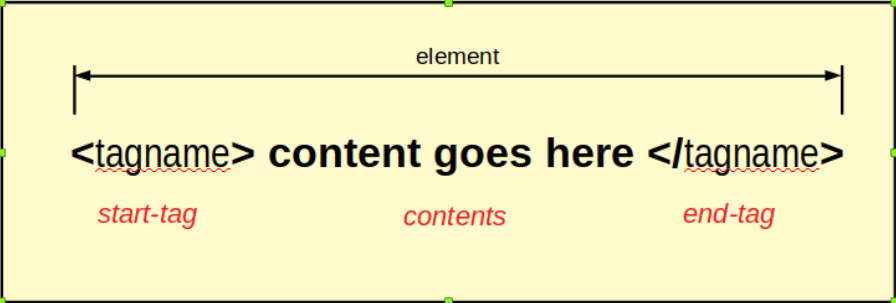 element
<tagname> content goes here </tagname>
start-tag contents end-tag